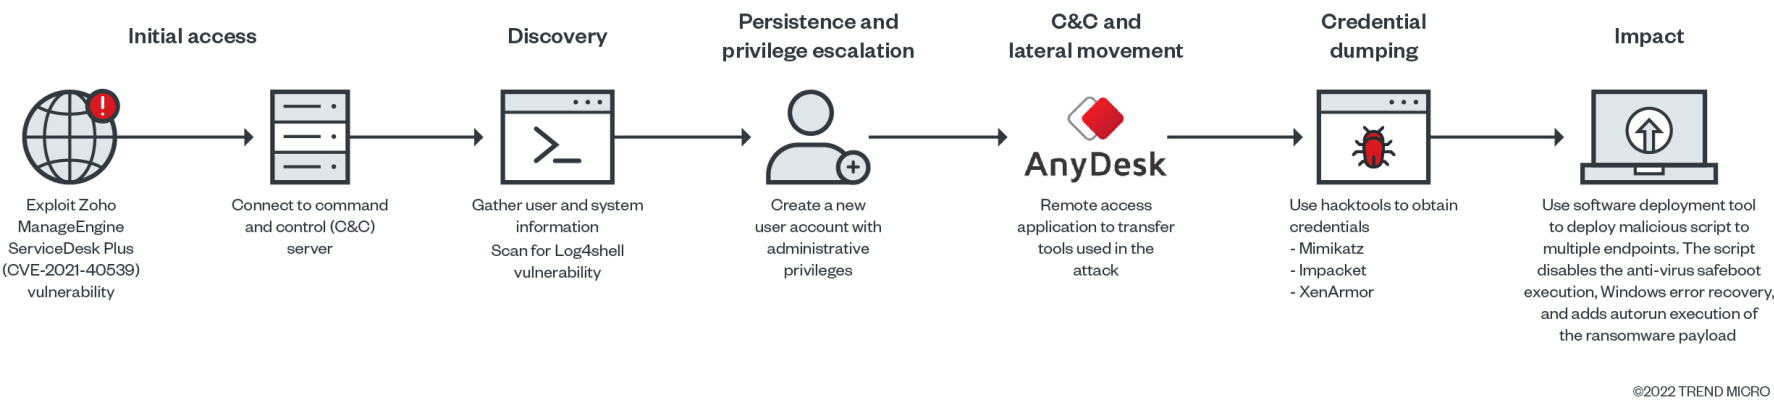 Initial access
Discovery
Persistence and
privilege escalation
C&C and
lateral movement
Credential
dumping
Impact
Exploit Zoho
ManageEngine
ServiceDesk Plus
(CVE-2021-40539)
vulnerability
Connect to command
and control (C&C)
server
Gather user and system
information
Scan for Log4shell
vulnerability
Create a new
user account with
administrative
privileges
AnyDesk
Remote access
application to transfer
tools used in the
attack
Use hacktools to obtain
credentials
- Mimikatz
- Impacket
- XenArmor
Use software deployment tool
to deploy malicious script to
multiple endpoints. The script
disables the anti-virus safeboot
execution, Windows error recovery,
and adds autorun execution of
the ransomware payload
©2022 TREND MICRO